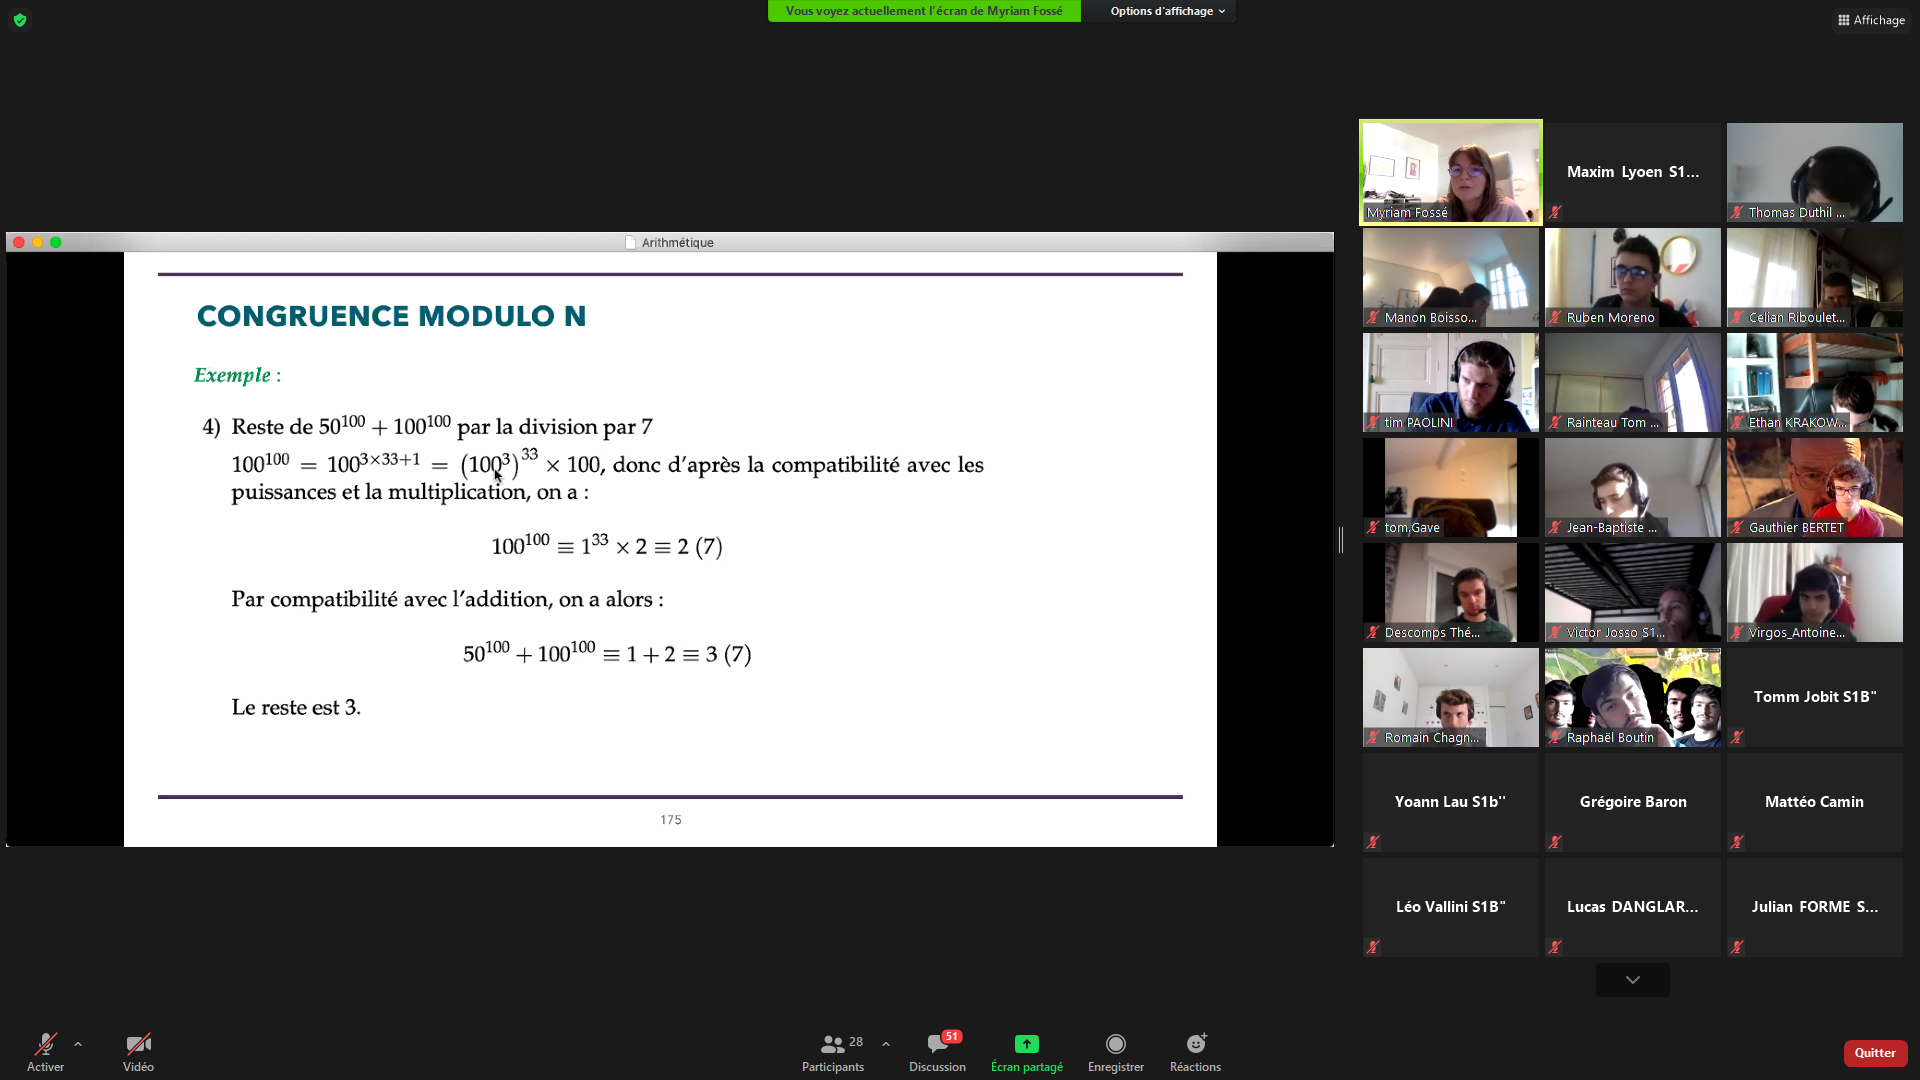 Vous voyez actuellement l'écran de Myriam Fossé
Options d'affichage
Affichage
Arithmétique
CONGRUENCE MODULO N
Exemple :
4) Reste de 50^100 + 100^100 par la division par 7
100^100 = 100^(3×33+1) = (100^3)^33 × 100, donc d'après la compatibilité avec les
puissances et la multiplication, on a :
100^100 ≡ 1^33 × 2 ≡ 2 (7)
Par compatibilité avec l'addition, on a alors :
50^100 + 100^100 ≡ 1 + 2 ≡ 3 (7)
Le reste est 3.
175
Myriam Fossé
Maxim Lyoen S1...
Thomas Duthil ...
Manon Boisso...
Ruben Moreno
Celian Riboulet...
tim PAOLINI
Rainteau Tom ...
Ethan KRAKOW...
tom,Gave
Jean-Baptiste ...
Gauthier BERTET
Descomps Thé...
Victor Josso S1...
Virgos_Antoine...
Romain Chagn...
Raphaël Boutin
Tomm Jobit S1B"
Yoann Lau S1b''
Grégoire Baron
Mattéo Camin
Léo Vallini S1B"
Lucas DANGLAR...
Julian FORME S...
Activer
Vidéo
28
Participants
51
Discussion
Écran partagé
Enregistrer
Réactions
Quitter